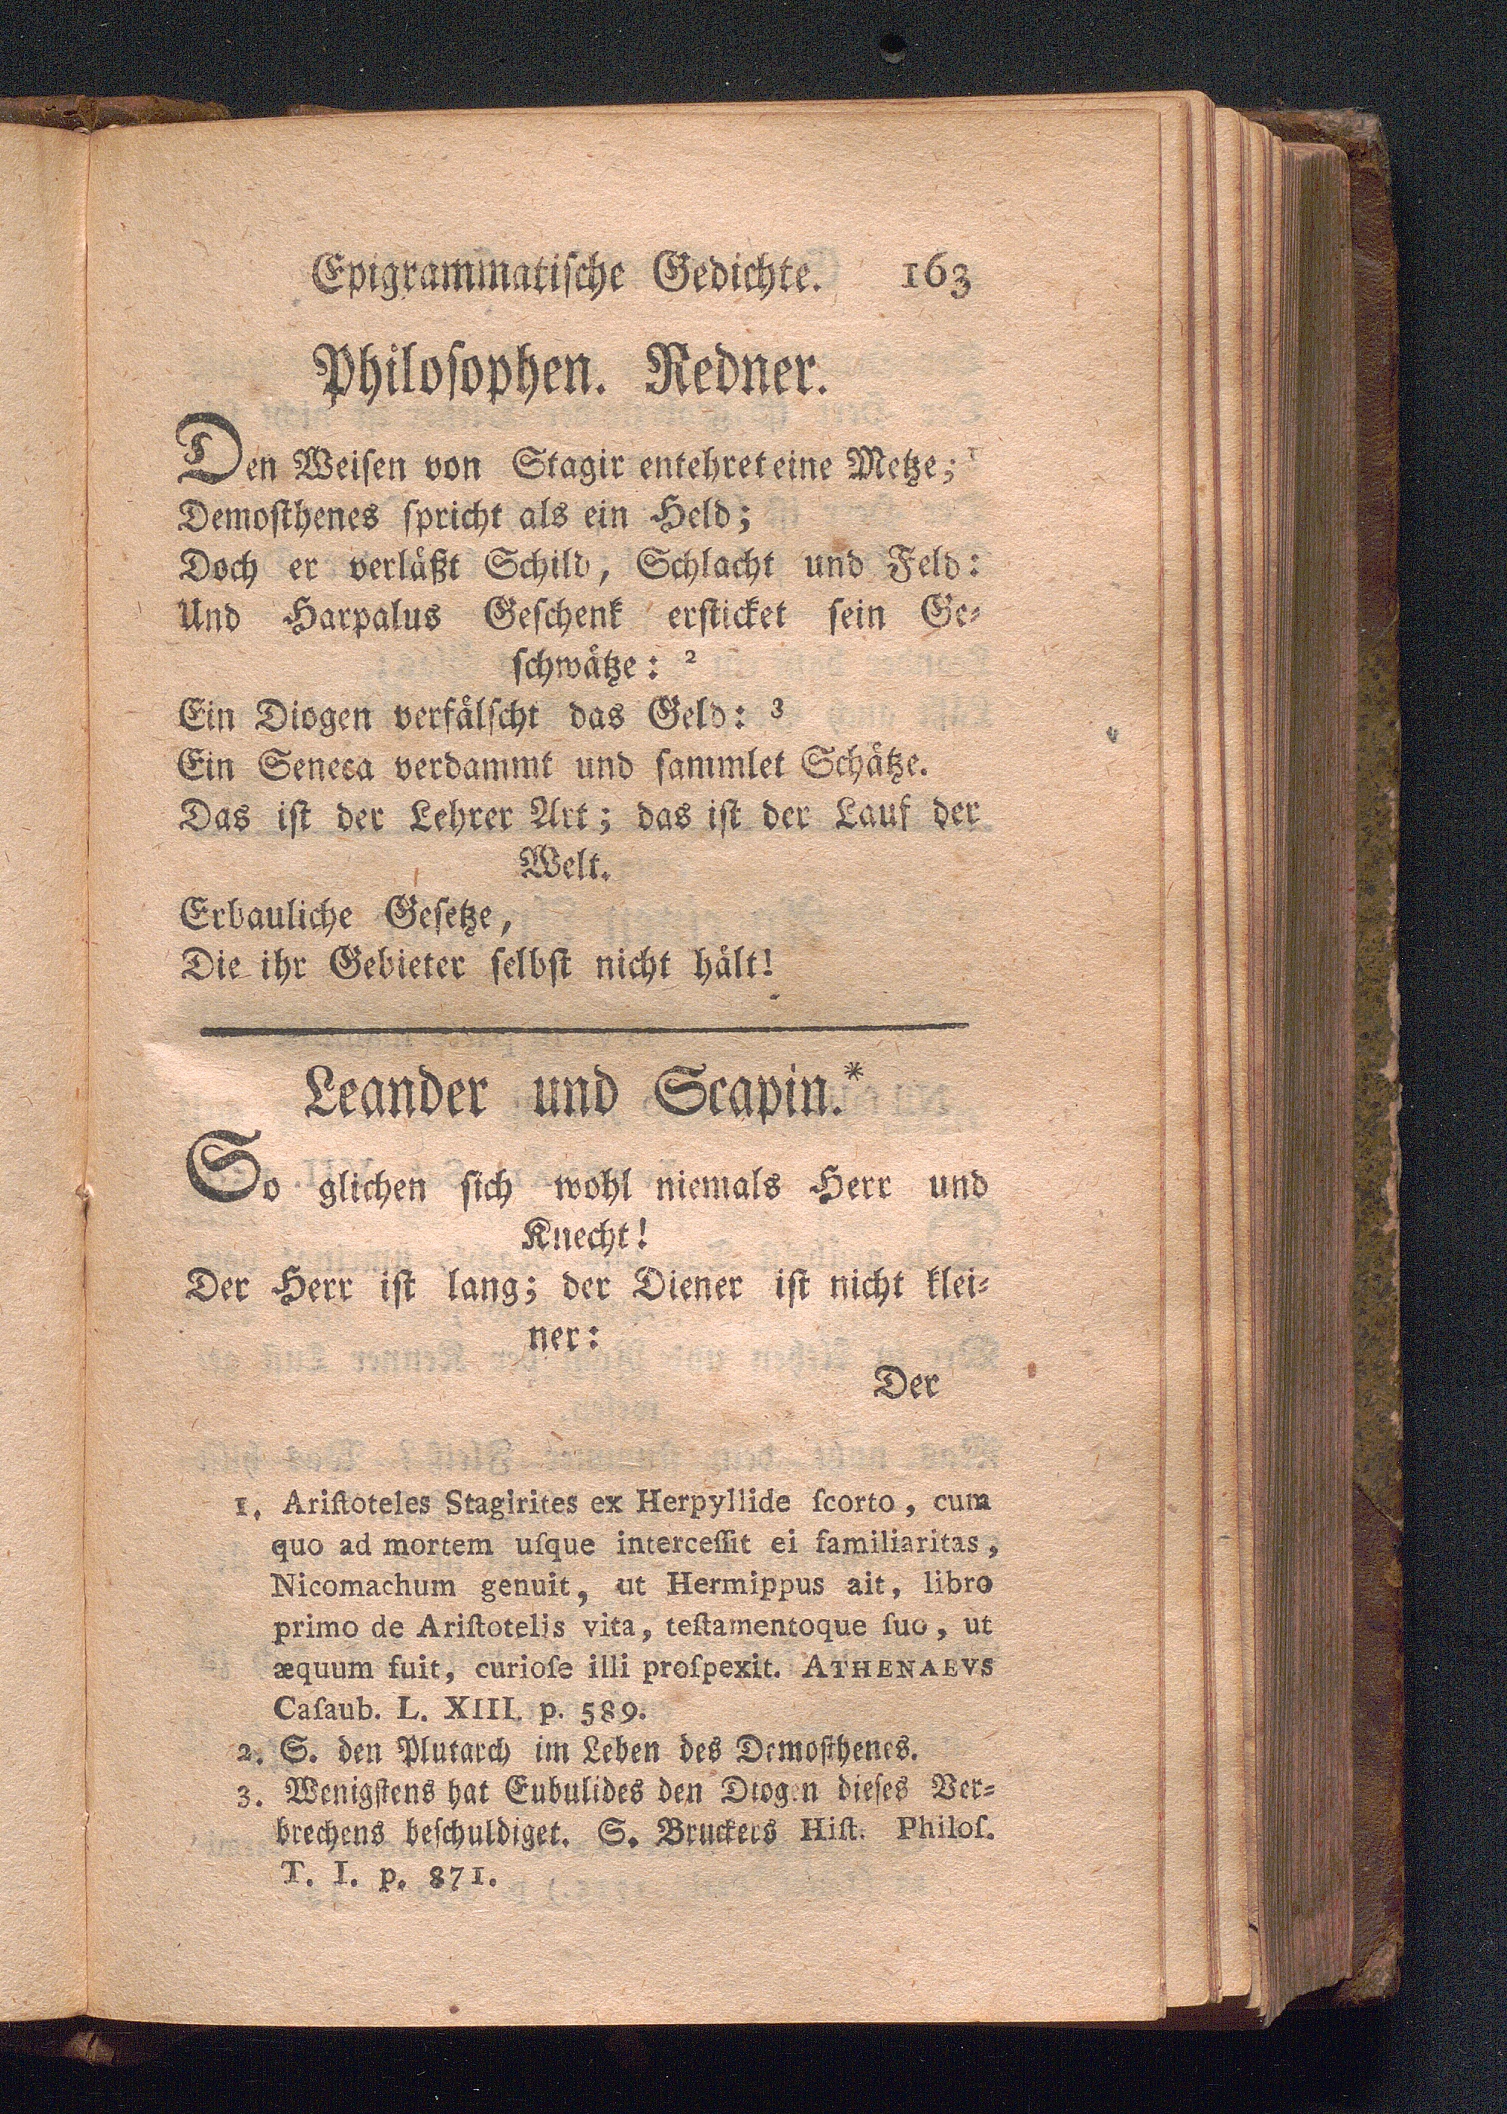 Epigrammatiſche Gedichte. 163
Philoſophen. Redner.
Den Weiſen von Stagir entehret eine Metze; ¹
Demoſthenes ſpricht als ein Held;
Doch er verläßt Schild, Schlacht und Feld:
Und Harpalus Geſchenk erſticket ſein Ge-
ſchwätze: ²
Ein Diogen verfälſcht das Geld: ³
Ein Seneca verdammt und ſammlet Schätze.
Das iſt der Lehrer Art; das iſt der Lauf der
Welt.
Erbauliche Geſetze,
Die ihr Gebieter ſelbſt nicht hält!
Leander und Scapin.*
So glichen ſich wohl niemals Herr und
Knecht!
Der Herr iſt lang; der Diener iſt nicht klei-
ner:
Der
1. Ariſtoteles Stagirites ex Herpyllide ſcorto, cum
quo ad mortem uſque interceſſit ei familiaritas,
Nicomachum genuit, ut Hermippus ait, libro
primo de Ariſtotelis vita, teſtamentoque ſuo, ut
æquum fuit, curioſe illi proſpexit. ATHENAEVS
Caſaub. L. XIII. p. 589.
2. S. den Plutarch im Leben des Demoſthenes.
3. Wenigſtens hat Eubulides den Diogen dieſes Ver-
brechens beſchuldiget. S. Bruckers Hiſt. Philoſ.
T. I. p. 871.